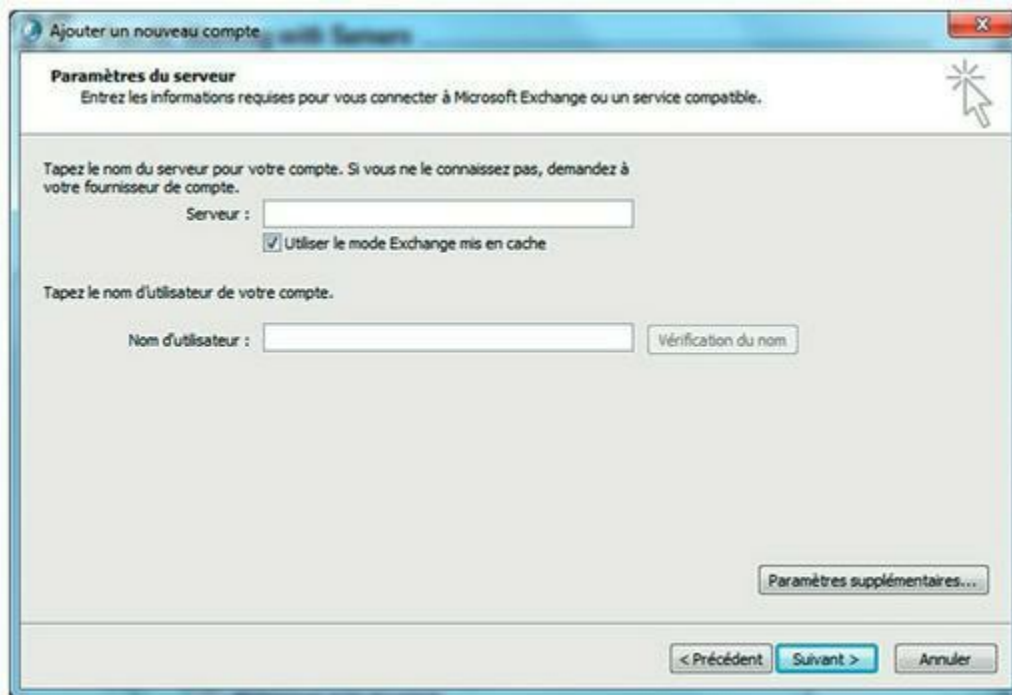 Ajouter un nouveau compte
Paramètres du serveur
Entrez les informations requises pour vous connecter à Microsoft Exchange ou un service compatible.
Tapez le nom du serveur pour votre compte. Si vous ne le connaissez pas, demandez à
votre fournisseur de compte.
Serveur :
Utiliser le mode Exchange mis en cache
Tapez le nom d'utilisateur de votre compte.
Nom d'utilisateur :
Vérification du nom
Paramètres supplémentaires...
< Précédent
Suivant >
Annuler